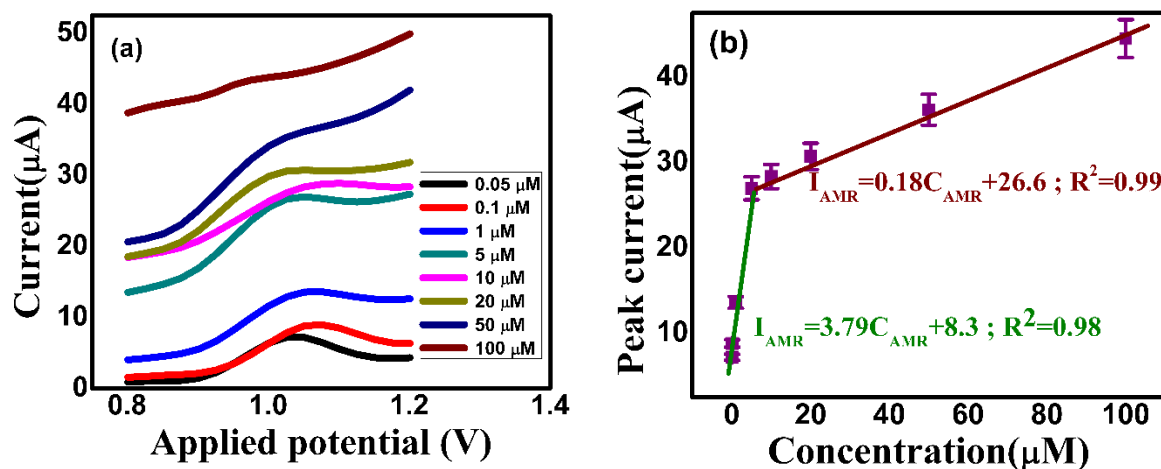 (a)
50
40
30
20
10
0
Current(μA)
0.8
1.0
1.2
1.4
Applied potential (V)
0.05 μM
0.1 μM
1 μM
5 μM
10 μM
20 μM
50 μM
100 μM
(b)
40
30
20
10
Peak current(μA)
I_AMR=0.18C_AMR+26.6 ; R²=0.99
I_AMR=3.79C_AMR+8.3 ; R²=0.98
0
20
40
60
80
100
Concentration(μM)